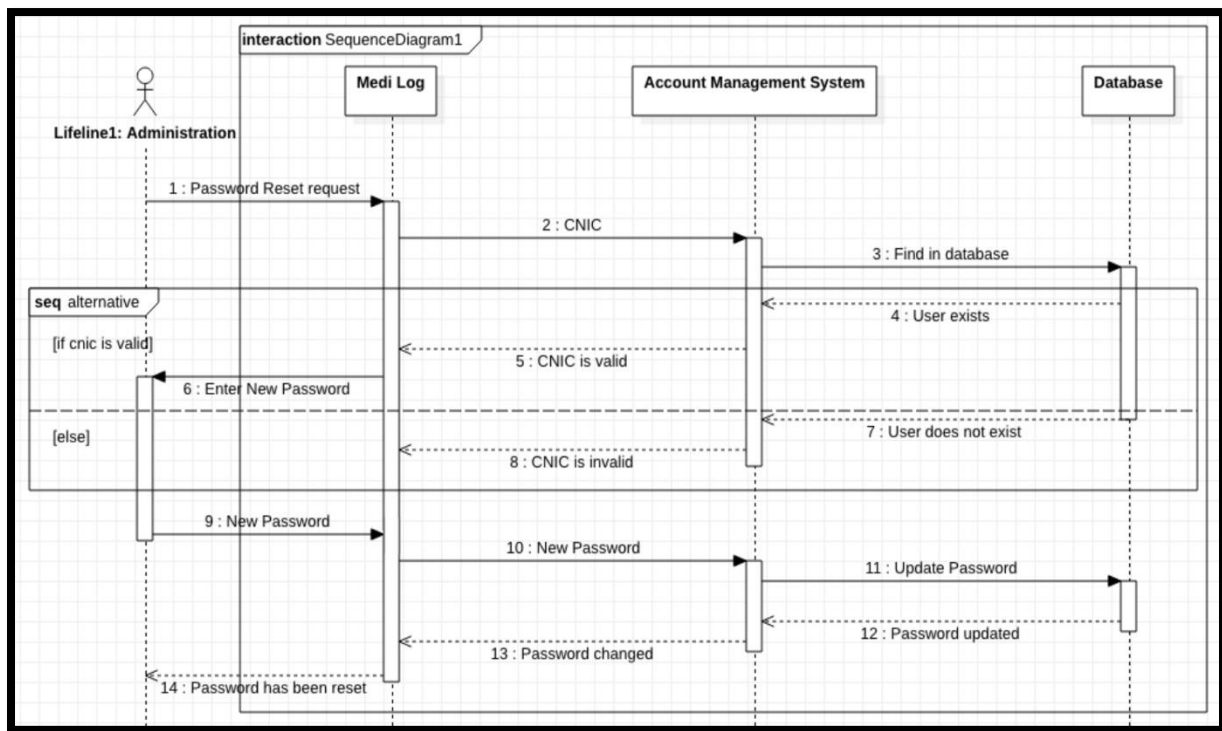 interaction SequenceDiagram1
Medi Log
Account Management System
Database
Lifeline1: Administration
1 : Password Reset request
2 : CNIC
3 : Find in database
seq alternative
4 : User exists
[if cnic is valid]
5 : CNIC is valid
6 : Enter New Password
7 : User does not exist
[else]
8 : CNIC is invalid
9 : New Password
10 : New Password
11 : Update Password
12 : Password updated
13 : Password changed
14 : Password has been reset